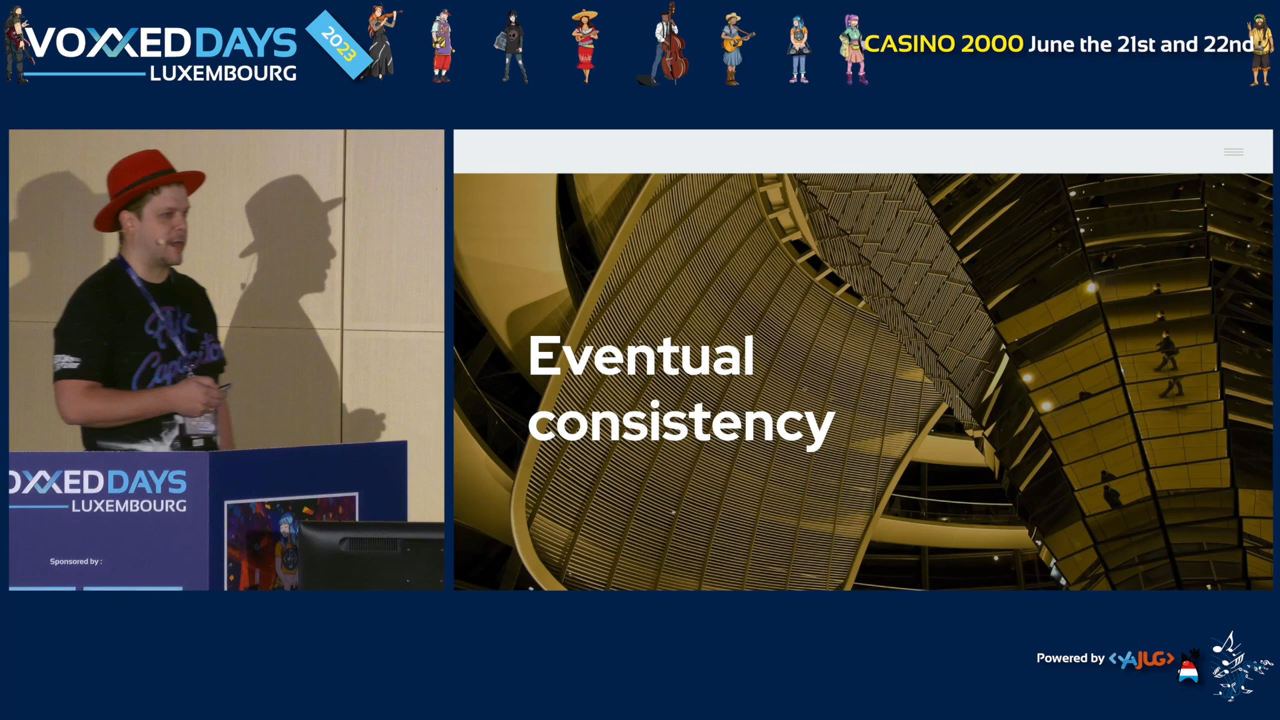 VOXXED DAYS
LUXEMBOURG
2023
CASINO 2000 June the 21st and 22nd
Eventual
consistency
VOXXED DAYS
LUXEMBOURG
Sponsored by :
Powered by <YAJUG>